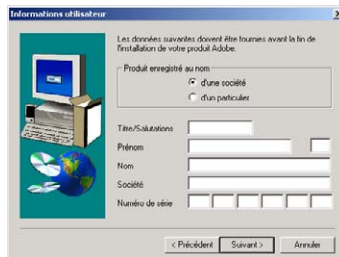 Informations utilisateur
Les données suivantes doivent être fournies avant la fin de
l'installation de votre produit Adobe.
Produit enregistré au nom
d'une société
d'un particulier
Titre/Salutations
Prénom
Nom
Société
Numéro de série
< Précédent
Suivant >
Annuler